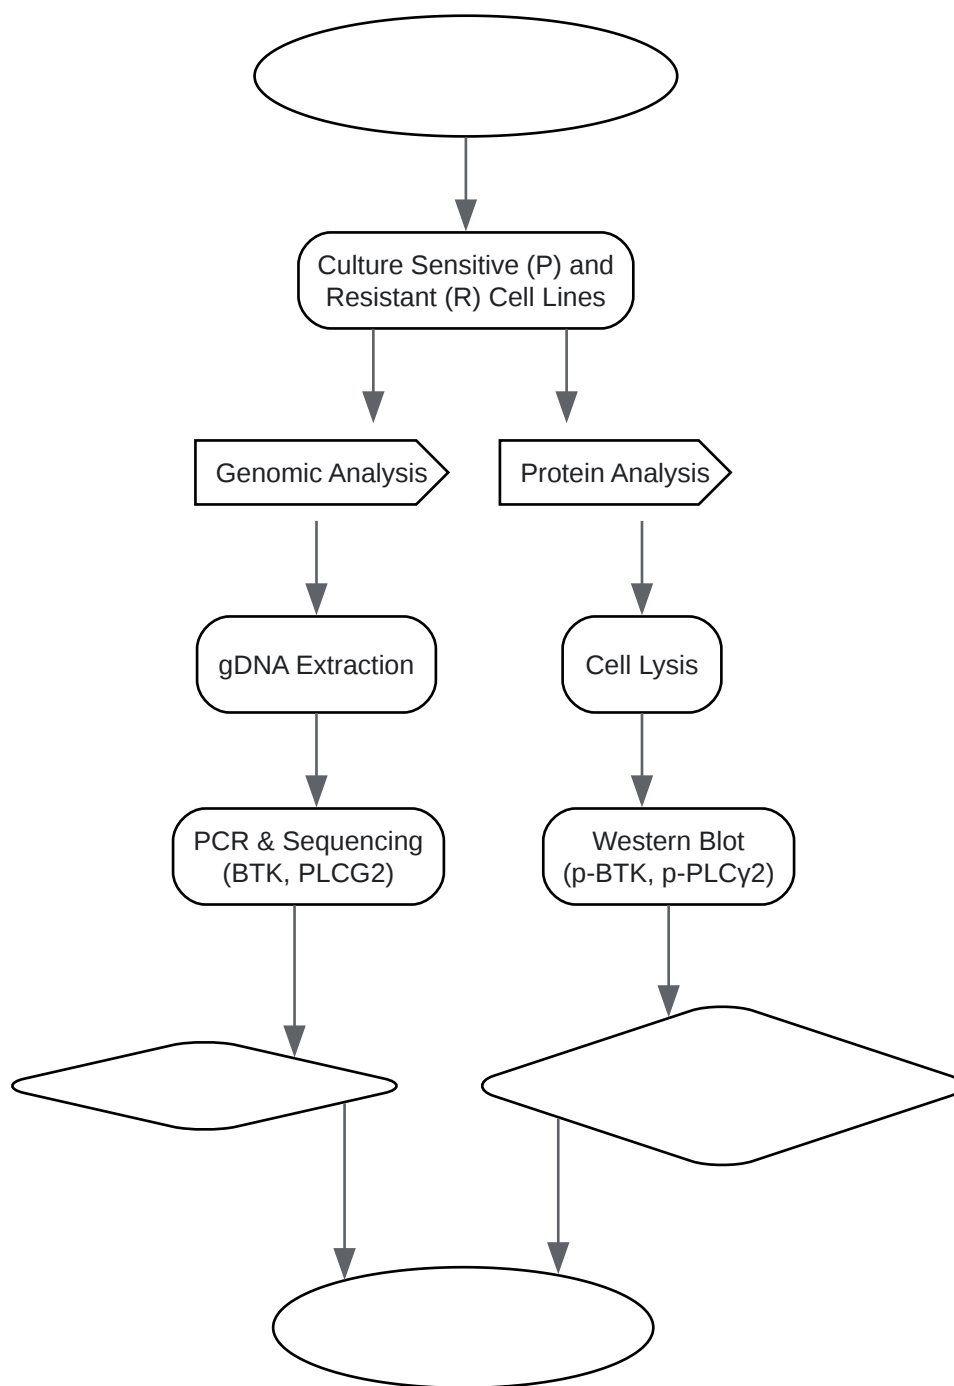 Culture Sensitive (P) and
Resistant (R) Cell Lines
Genomic Analysis
Protein Analysis
gDNA Extraction
Cell Lysis
PCR & Sequencing
(BTK, PLCG2)
Western Blot
(p-BTK, p-PLCγ2)